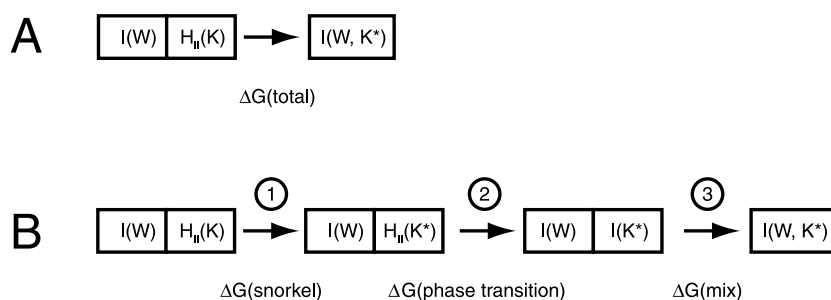 A
I(W) H_II(K) I(W, K*)
ΔG(total)
1 2 3
B
I(W) H_II(K) I(W) H_II(K*) I(W) I(K*) I(W, K*)
ΔG(snorkel) ΔG(phase transition) ΔG(mix)